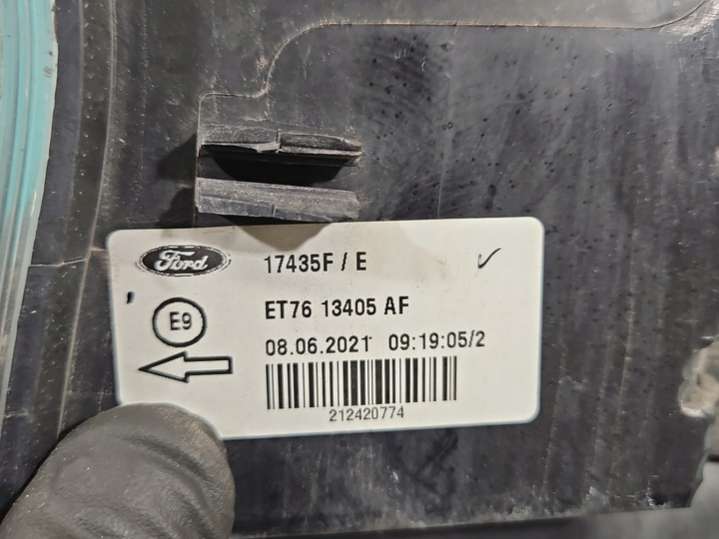 Ford
17435F / E
ET76 13405 AF
E9
08.06.2021 09:19:05/2
212420774